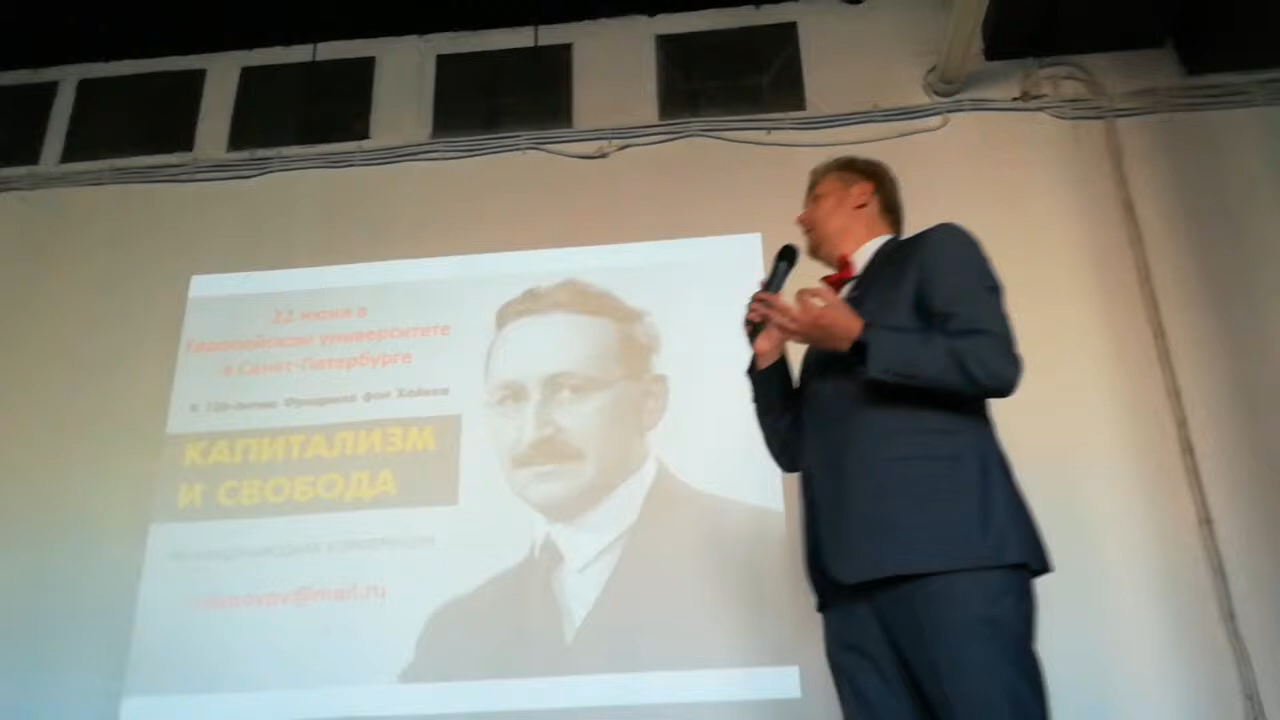 22 июня в
Европейском университете
в Санкт-Петербурге
к 120-летию Фридриха фон Хайека
КАПИТАЛИЗМ
И СВОБОДА